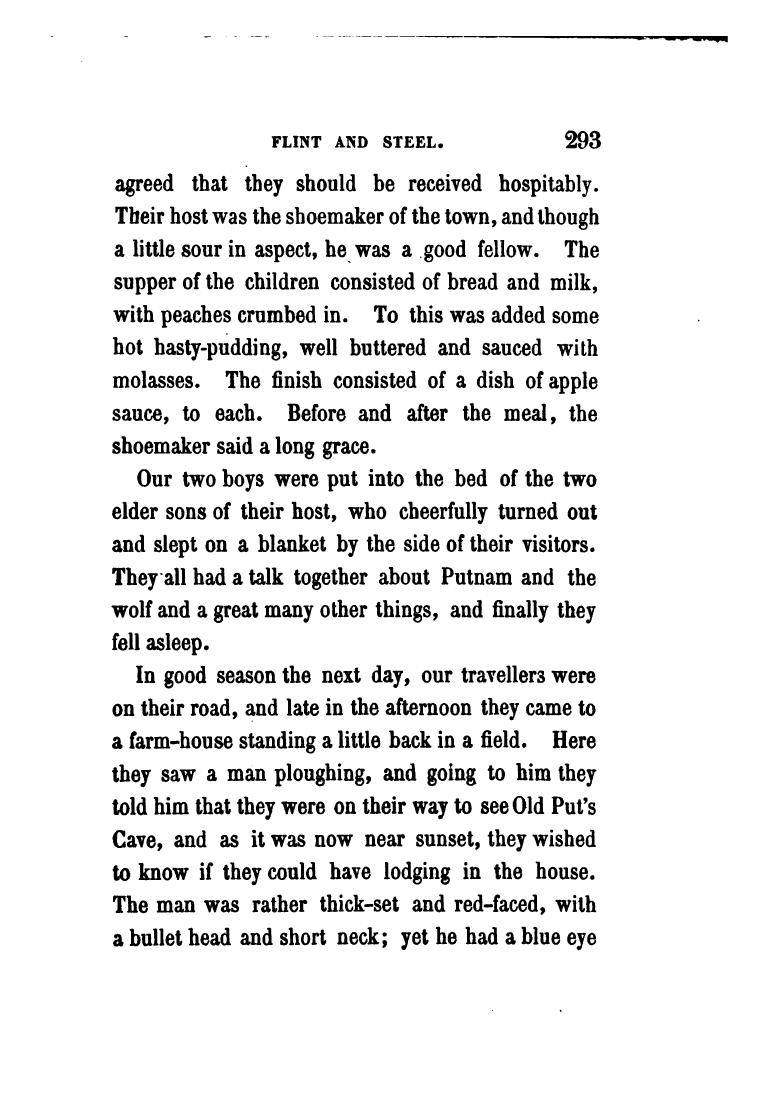 FLINT AND STEEL. 293
agreed that they should be received hospitably.
Their host was the shoemaker of the town, and though
a little sour in aspect, he was a good fellow. The
supper of the children consisted of bread and milk,
with peaches crumbed in. To this was added some
hot hasty-pudding, well buttered and sauced with
molasses. The finish consisted of a dish of apple
sauce, to each. Before and after the meal, the
shoemaker said a long grace.
Our two boys were put into the bed of the two
elder sons of their host, who cheerfully turned out
and slept on a blanket by the side of their visitors.
They all had a talk together about Putnam and the
wolf and a great many other things, and finally they
fell asleep.
In good season the next day, our travellers were
on their road, and late in the afternoon they came to
a farm-house standing a little back in a field. Here
they saw a man ploughing, and going to him they
told him that they were on their way to see Old Put's
Cave, and as it was now near sunset, they wished
to know if they could have lodging in the house.
The man was rather thick-set and red-faced, with
a bullet head and short neck; yet he had a blue eye